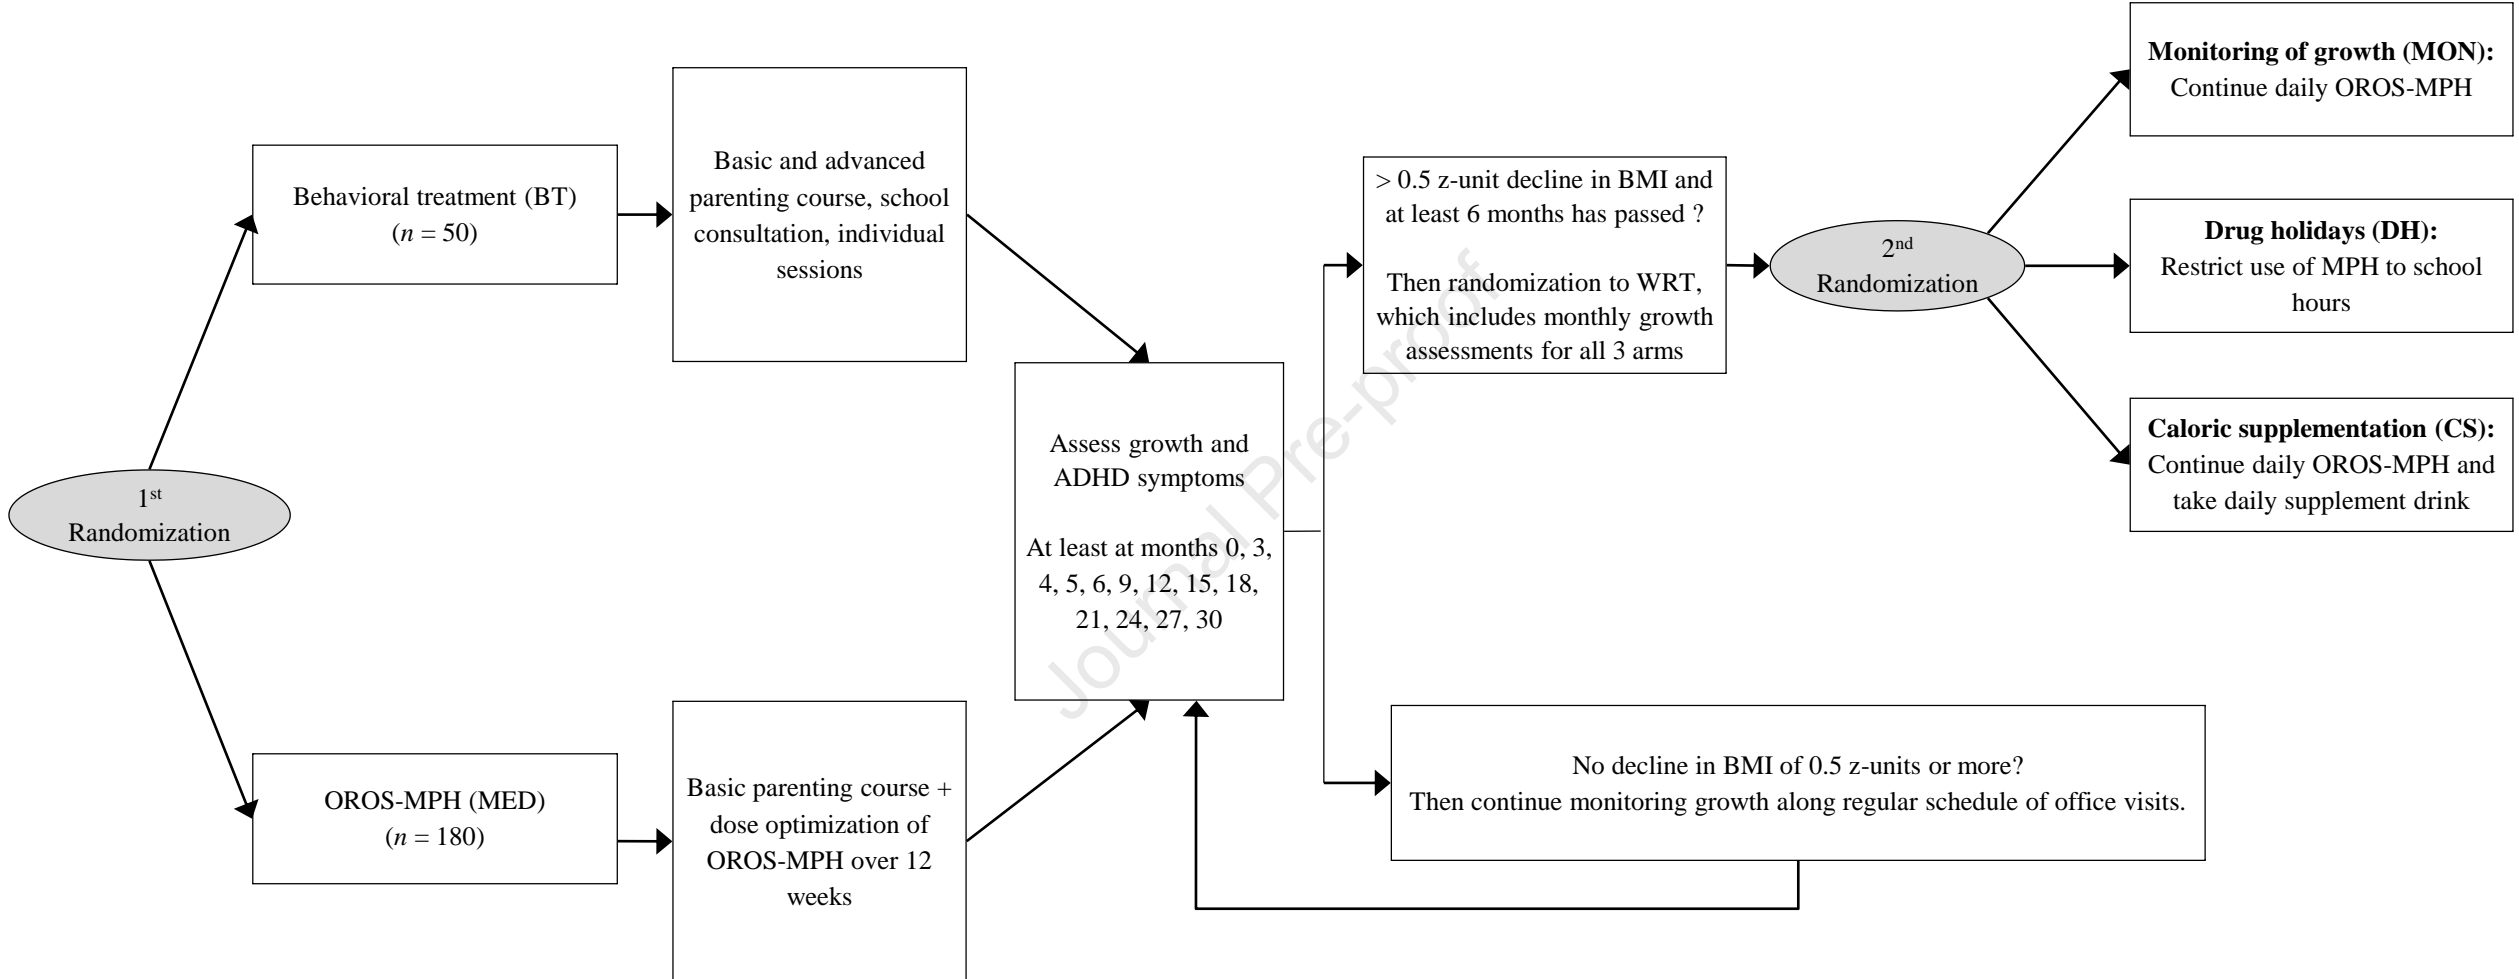 1st
Randomization
Behavioral treatment (BT)
(n = 50)
OROS-MPH (MED)
(n = 180)
Basic and advanced
parenting course, school
consultation, individual
sessions
Basic parenting course +
dose optimization of
OROS-MPH over 12
weeks
Assess growth and
ADHD symptoms
At least at months 0, 3,
4, 5, 6, 9, 12, 15, 18,
21, 24, 27, 30
> 0.5 z-unit decline in BMI and
at least 6 months has passed ?
Then randomization to WRT,
which includes monthly growth
assessments for all 3 arms
No decline in BMI of 0.5 z-units or more?
Then continue monitoring growth along regular schedule of office visits.
2nd
Randomization
Monitoring of growth (MON):
Continue daily OROS-MPH
Drug holidays (DH):
Restrict use of MPH to school
hours
Caloric supplementation (CS):
Continue daily OROS-MPH and
take daily supplement drink
Journal Pre-proof